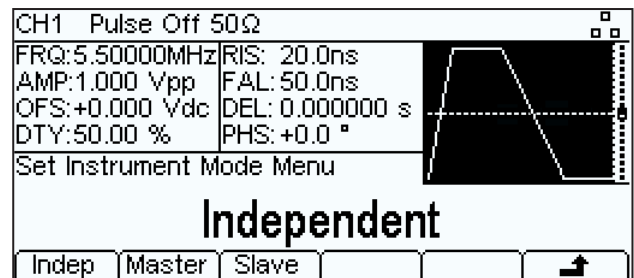 CH1 Pulse Off 50Ω
FRQ:5.50000MHz RIS: 20.0ns
AMP:1.000 Vpp FAL:50.0ns
OFS:+0.000 Vdc DEL: 0.000000 s
DTY:50.00 % PHS:+0.0 °
Set Instrument Mode Menu
Independent
Indep Master Slave